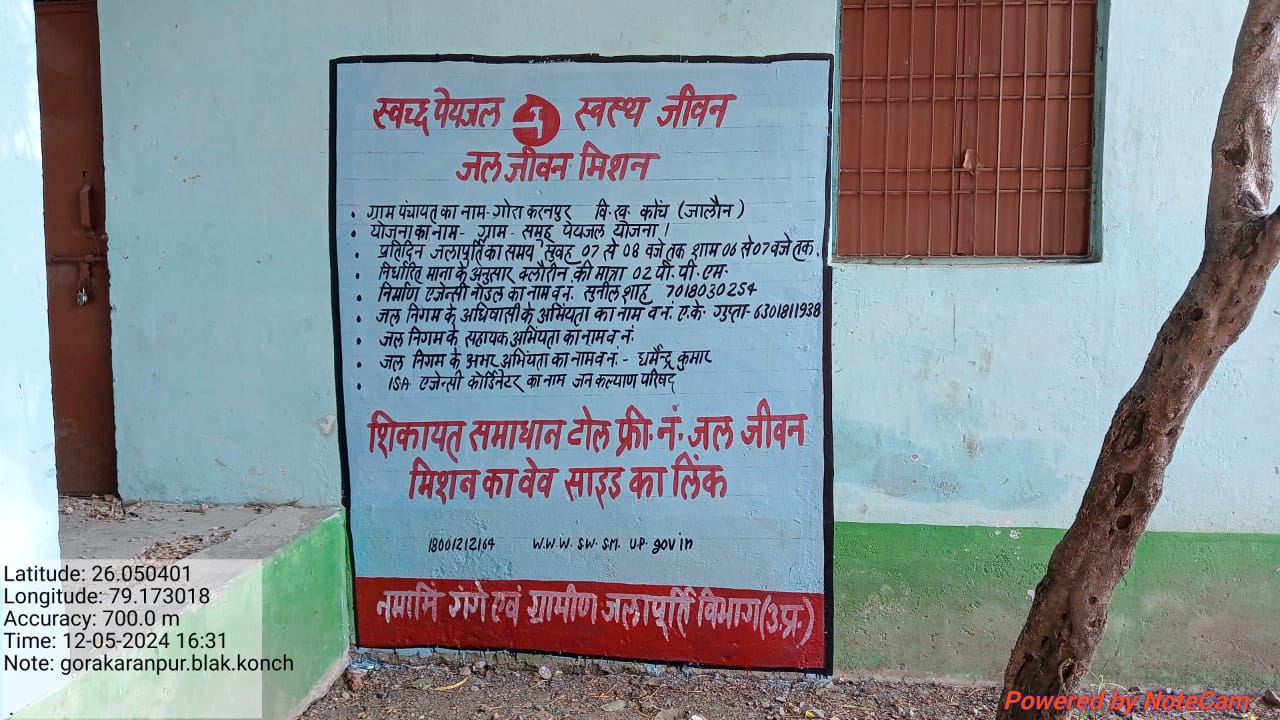 स्वच्छ पेयजल स्वस्थ जीवन
जल जीवन मिशन
• ग्राम पंचायत का नाम- गोरा करनपुर वि.ख. कोंच (जालौन)
• योजना का नाम- ग्राम- समूह पेयजल योजना।
• प्रतिदिन जलापूर्ति का समय सुवह 07 से 08 वजे तक शाम 06 से 07 वजे तक.
• निर्धारित माना के अनुसार क्लौरीन की मात्रा 02 पी. पी. एम.
• निर्माण एजेन्सी नोडल का नाम व न. सुनील शाह 7018030254
• जल निगम के अधिषासी के अभियंता का नाम व नं. ए.के. गुप्ता- 6301811938
• जल निगम के सहायक अभियंता का नाम व नं.
• जल निगम के अभर अभियंता का नाम व नं. - धर्मेन्द्र कुमार
• ISA एजेन्सी कोर्डिनेटर का नाम जन कल्याण परिषद्
शिकायत समाधान टोल फ्री. नं. जल जीवन
मिशन का वेव साइड का लिंक
18001212164 W.W.W. SW. SM. UP. gov in
नमामिं गंगे एवं ग्रामीण जलापूर्ति विभाग (उ.प्र.)
Latitude: 26.050401
Longitude: 79.173018
Accuracy: 700.0 m
Time: 12-05-2024 16:31
Note: gorakaranpur.blak.konch
Powered by NoteCam